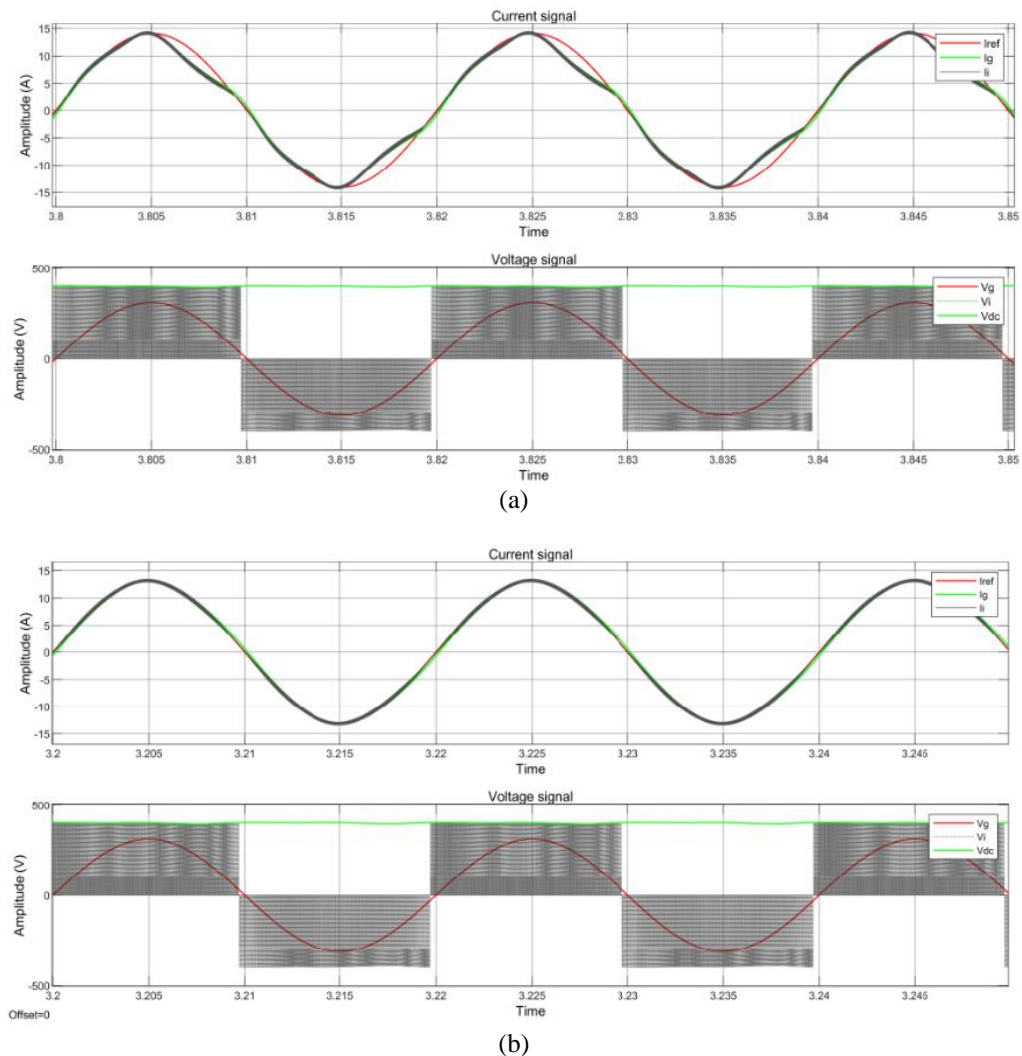 Current signal
Amplitude (A)
15
10
5
0
-5
-10
-15
Iref
Ig
Ii
3.8 3.805 3.81 3.815 3.82 3.825 3.83 3.835 3.84 3.845 3.85
Time
Voltage signal
Amplitude (V)
500
0
-500
Vg
Vi
Vdc
3.8 3.805 3.81 3.815 3.82 3.825 3.83 3.835 3.84 3.845 3.85
Time
(a)
Current signal
Amplitude (A)
15
10
5
0
-5
-10
-15
Iref
Ig
Ii
3.2 3.205 3.21 3.215 3.22 3.225 3.23 3.235 3.24 3.245
Time
Voltage signal
Amplitude (V)
500
0
-500
Vg
Vi
Vdc
3.2 3.205 3.21 3.215 3.22 3.225 3.23 3.235 3.24 3.245
Time
Offset=0
(b)